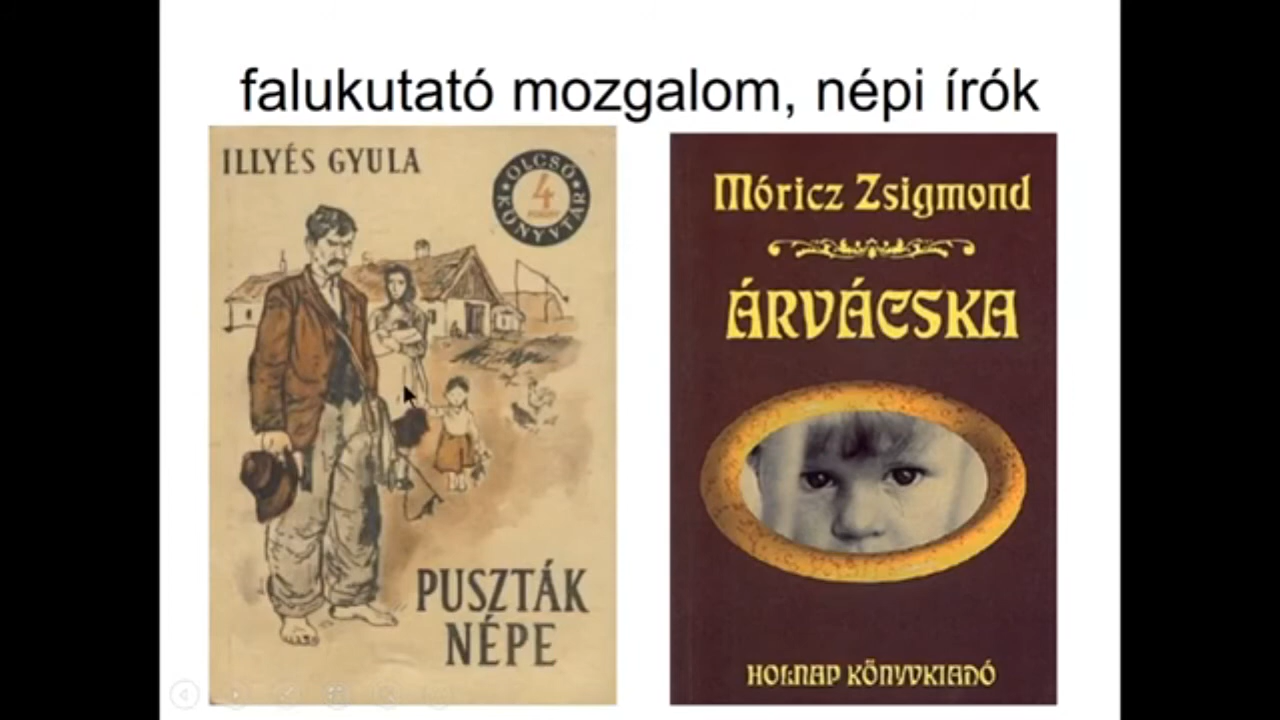 falukutató mozgalom, népi írók
ILLYÉS GYULA
OLCSÓ
4
KÖNYVTÁR
PUSZTÁK
NÉPE
Móricz Zsigmond
ÁRVÁCSKA
HOLNAP KÖNYVKIADÓ